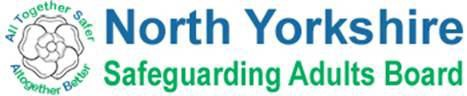 All Together Safer
Altogether Better
North Yorkshire
Safeguarding Adults Board